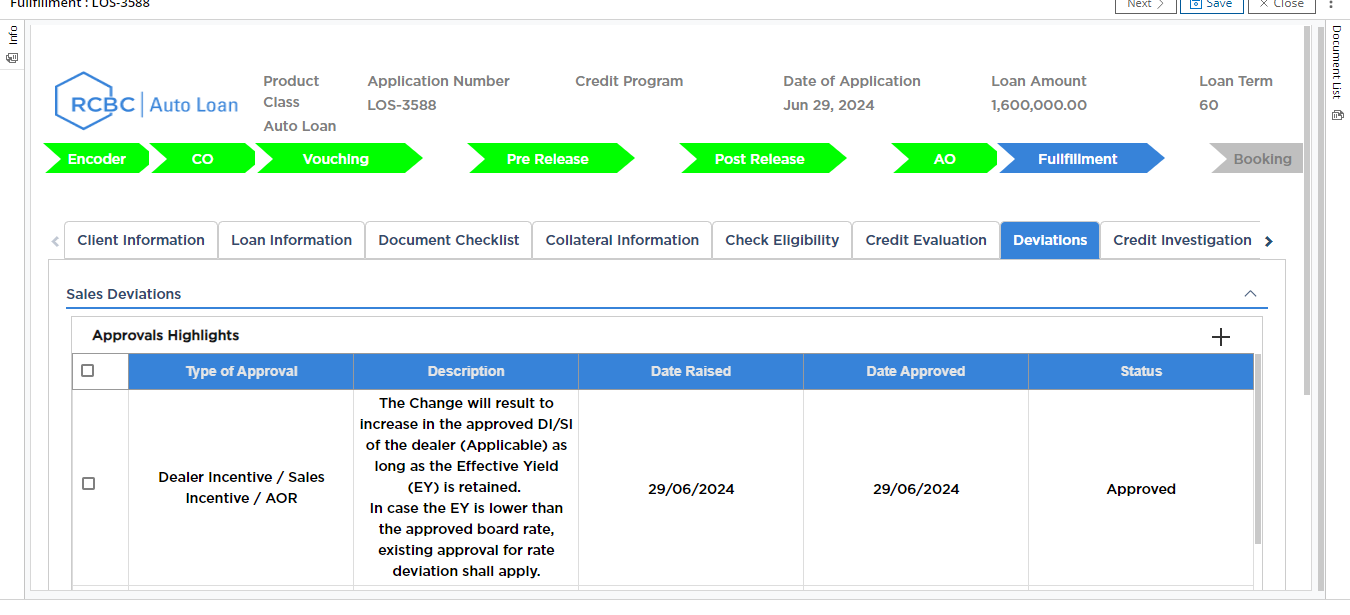 Fullfillment : LOS-3588
Next
Save
Close
Info
Document List
RCBC | Auto Loan
Product Class
Auto Loan
Application Number
LOS-3588
Credit Program
Date of Application
Jun 29, 2024
Loan Amount
1,600,000.00
Loan Term
60
Encoder
CO
Vouching
Pre Release
Post Release
AO
Fullfillment
Booking
Client Information
Loan Information
Document Checklist
Collateral Information
Check Eligibility
Credit Evaluation
Deviations
Credit Investigation
Sales Deviations
Approvals Highlights
Type of Approval
Description
Date Raised
Date Approved
Status
Dealer Incentive / Sales
Incentive / AOR
The Change will result to
increase in the approved DI/SI
of the dealer (Applicable) as
long as the Effective Yield
(EY) is retained.
In case the EY is lower than
the approved board rate,
existing approval for rate
deviation shall apply.
29/06/2024
29/06/2024
Approved